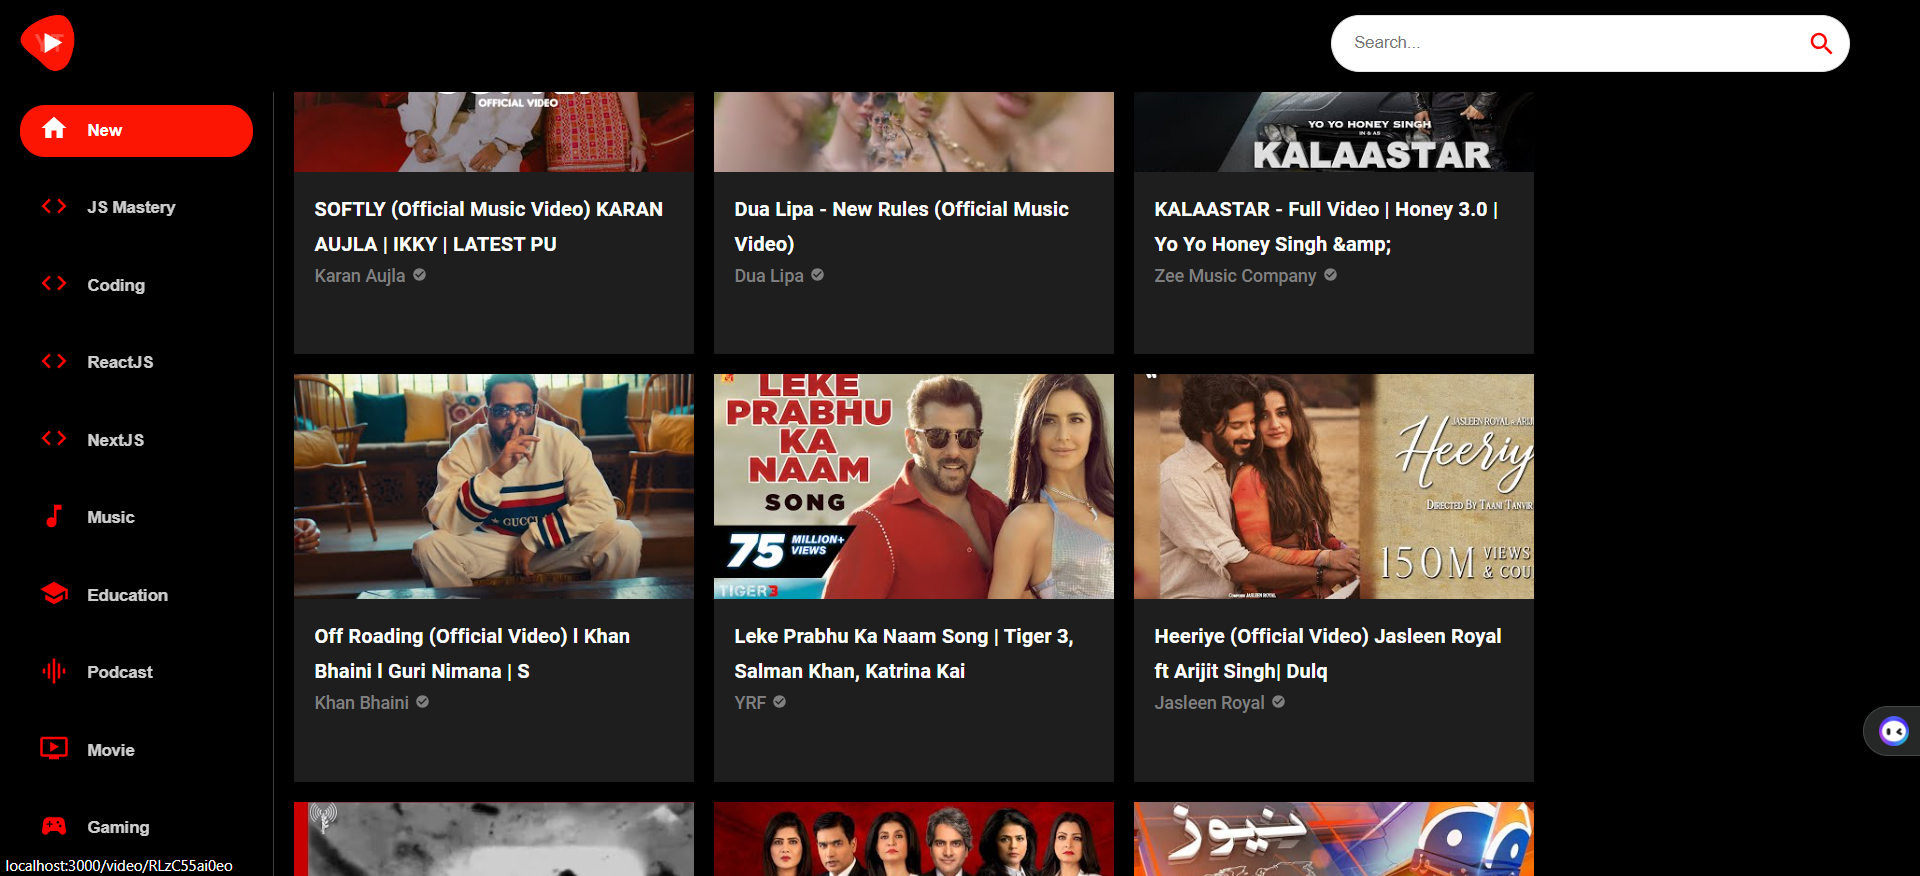 YT
Search...
New
JS Mastery
Coding
ReactJS
NextJS
Music
Education
Podcast
Movie
Gaming
OFFICIAL VIDEO
SOFTLY (Official Music Video) KARAN
AUJLA | IKKY | LATEST PU
Karan Aujla
Dua Lipa - New Rules (Official Music
Video)
Dua Lipa
YO YO HONEY SINGH
KALAASTAR
KALAASTAR - Full Video | Honey 3.0 |
Yo Yo Honey Singh &amp;
Zee Music Company
GUCCI
Off Roading (Official Video) l Khan
Bhaini l Guri Nimana | S
Khan Bhaini
LEKE
PRABHU
KA
NAAM
SONG
75 MILLION+
VIEWS
TIGER 3
Leke Prabhu Ka Naam Song | Tiger 3,
Salman Khan, Katrina Kai
YRF
JASLEEN ROYAL
Heeriy
DIRECTED BY TAANI TANVIR
150M VIEWS
& COU
Heeriye (Official Video) Jasleen Royal
ft Arijit Singh| Dulq
Jasleen Royal
نیوز
localhost:3000/video/RLzC55ai0eo